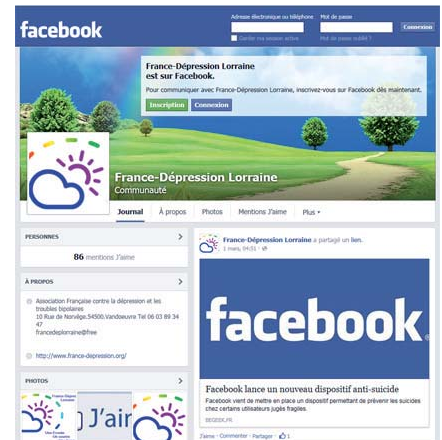 facebook
Adresse électronique ou téléphone Mot de passe
Connexion
Garder ma session active Mot de passe oublié ?
France-Dépression Lorraine
est sur Facebook.
Pour communiquer avec France-Dépression Lorraine, inscrivez-vous sur Facebook dès maintenant.
Inscription Connexion
France-Dépression Lorraine
Communauté
Journal À propos Photos Mentions J'aime Plus
PERSONNES
86 mentions J'aime
À PROPOS
Association Française contre la dépression et les
troubles bipolaires
10 Rue de Norvège.54500.Vandoeuvre Tel 06 03 89 34
47
francedeplorraine@free
http://www.france-depression.org/
PHOTOS
J'air
France-Dépression Lorraine a partagé un lien.
1 mars, 04:51
facebook
Facebook lance un nouveau dispositif anti-suicide
Facebook vient de mettre en place un dispositif permettant de prévenir les suicides
chez certains utilisateurs jugés fragiles.
BEGEEK.FR
J'aime · Commenter · Partager · 1